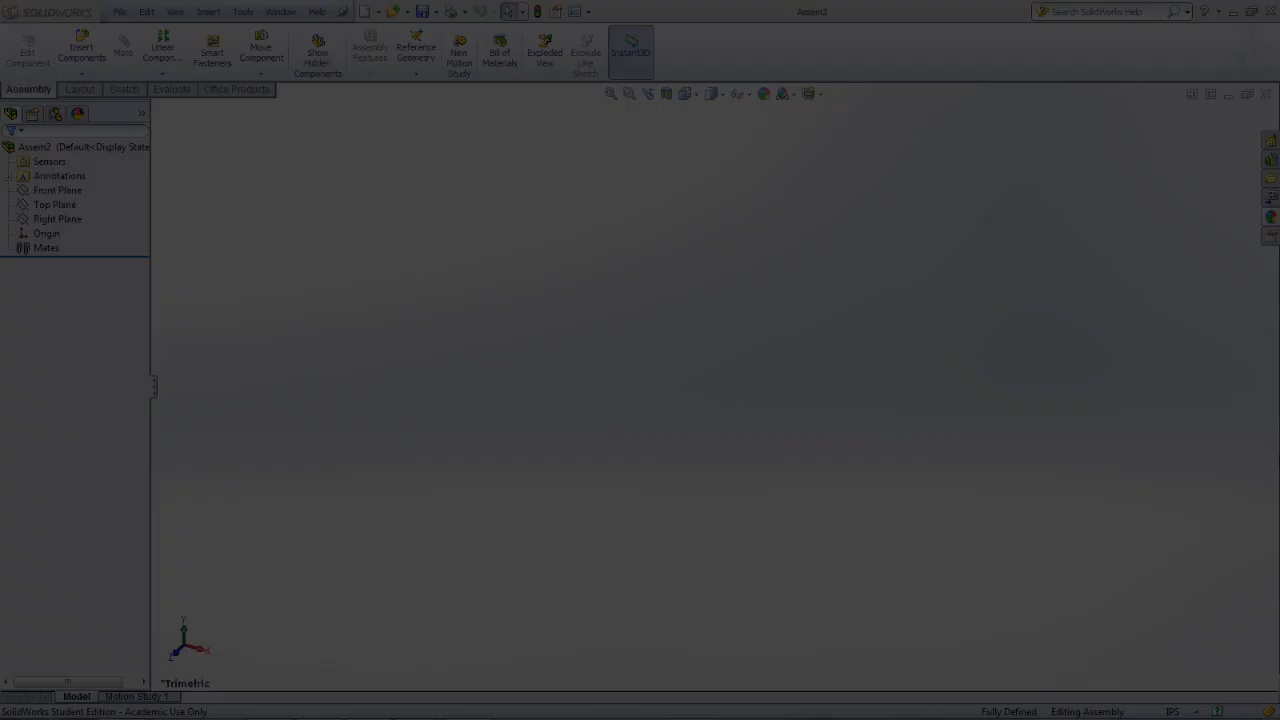 SOLIDWORKS File Edit View Insert Tools Window Help Assem2 Search SolidWorks Help
Edit Component
Insert Components
Mate
Linear Compon...
Smart Fasteners
Move Component
Show Hidden Components
Assembly Features
Reference Geometry
New Motion Study
Bill of Materials
Exploded View
Explode Line Sketch
Instant3D
Assembly Layout Sketch Evaluate Office Products
Assem2 (Default<Display State
Sensors
Annotations
Front Plane
Top Plane
Right Plane
Origin
Mates
Y
X
Z
*Trimetric
Model Motion Study 1
SolidWorks Student Edition - Academic Use Only Fully Defined Editing Assembly IPS